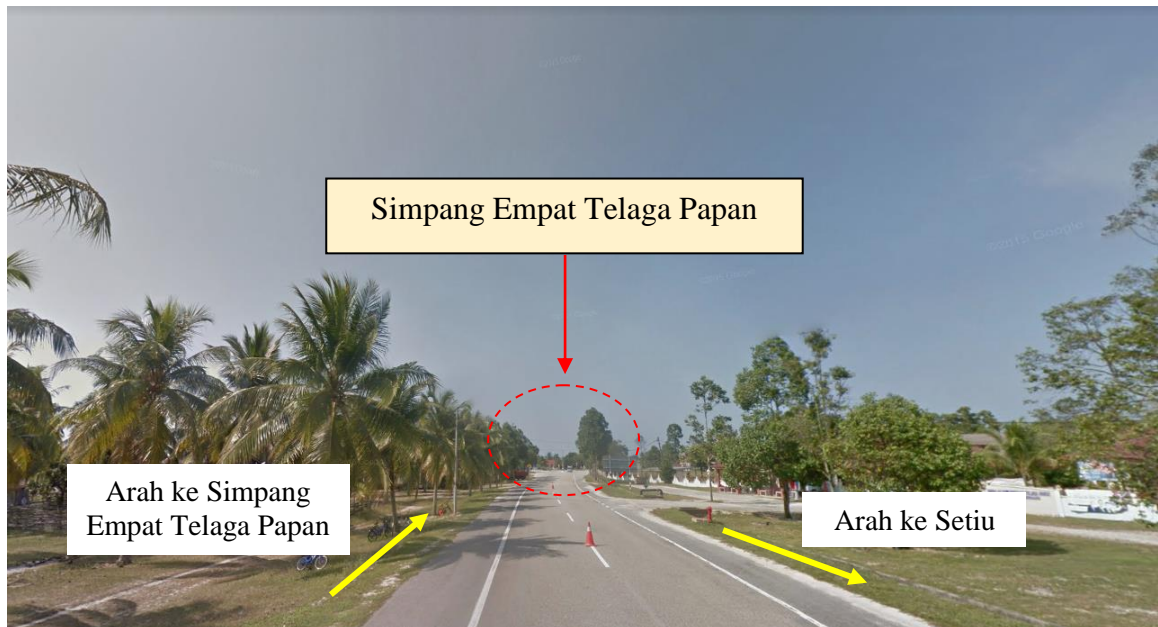 Simpang Empat Telaga Papan
Arah ke Simpang
Empat Telaga Papan
Arah ke Setiu